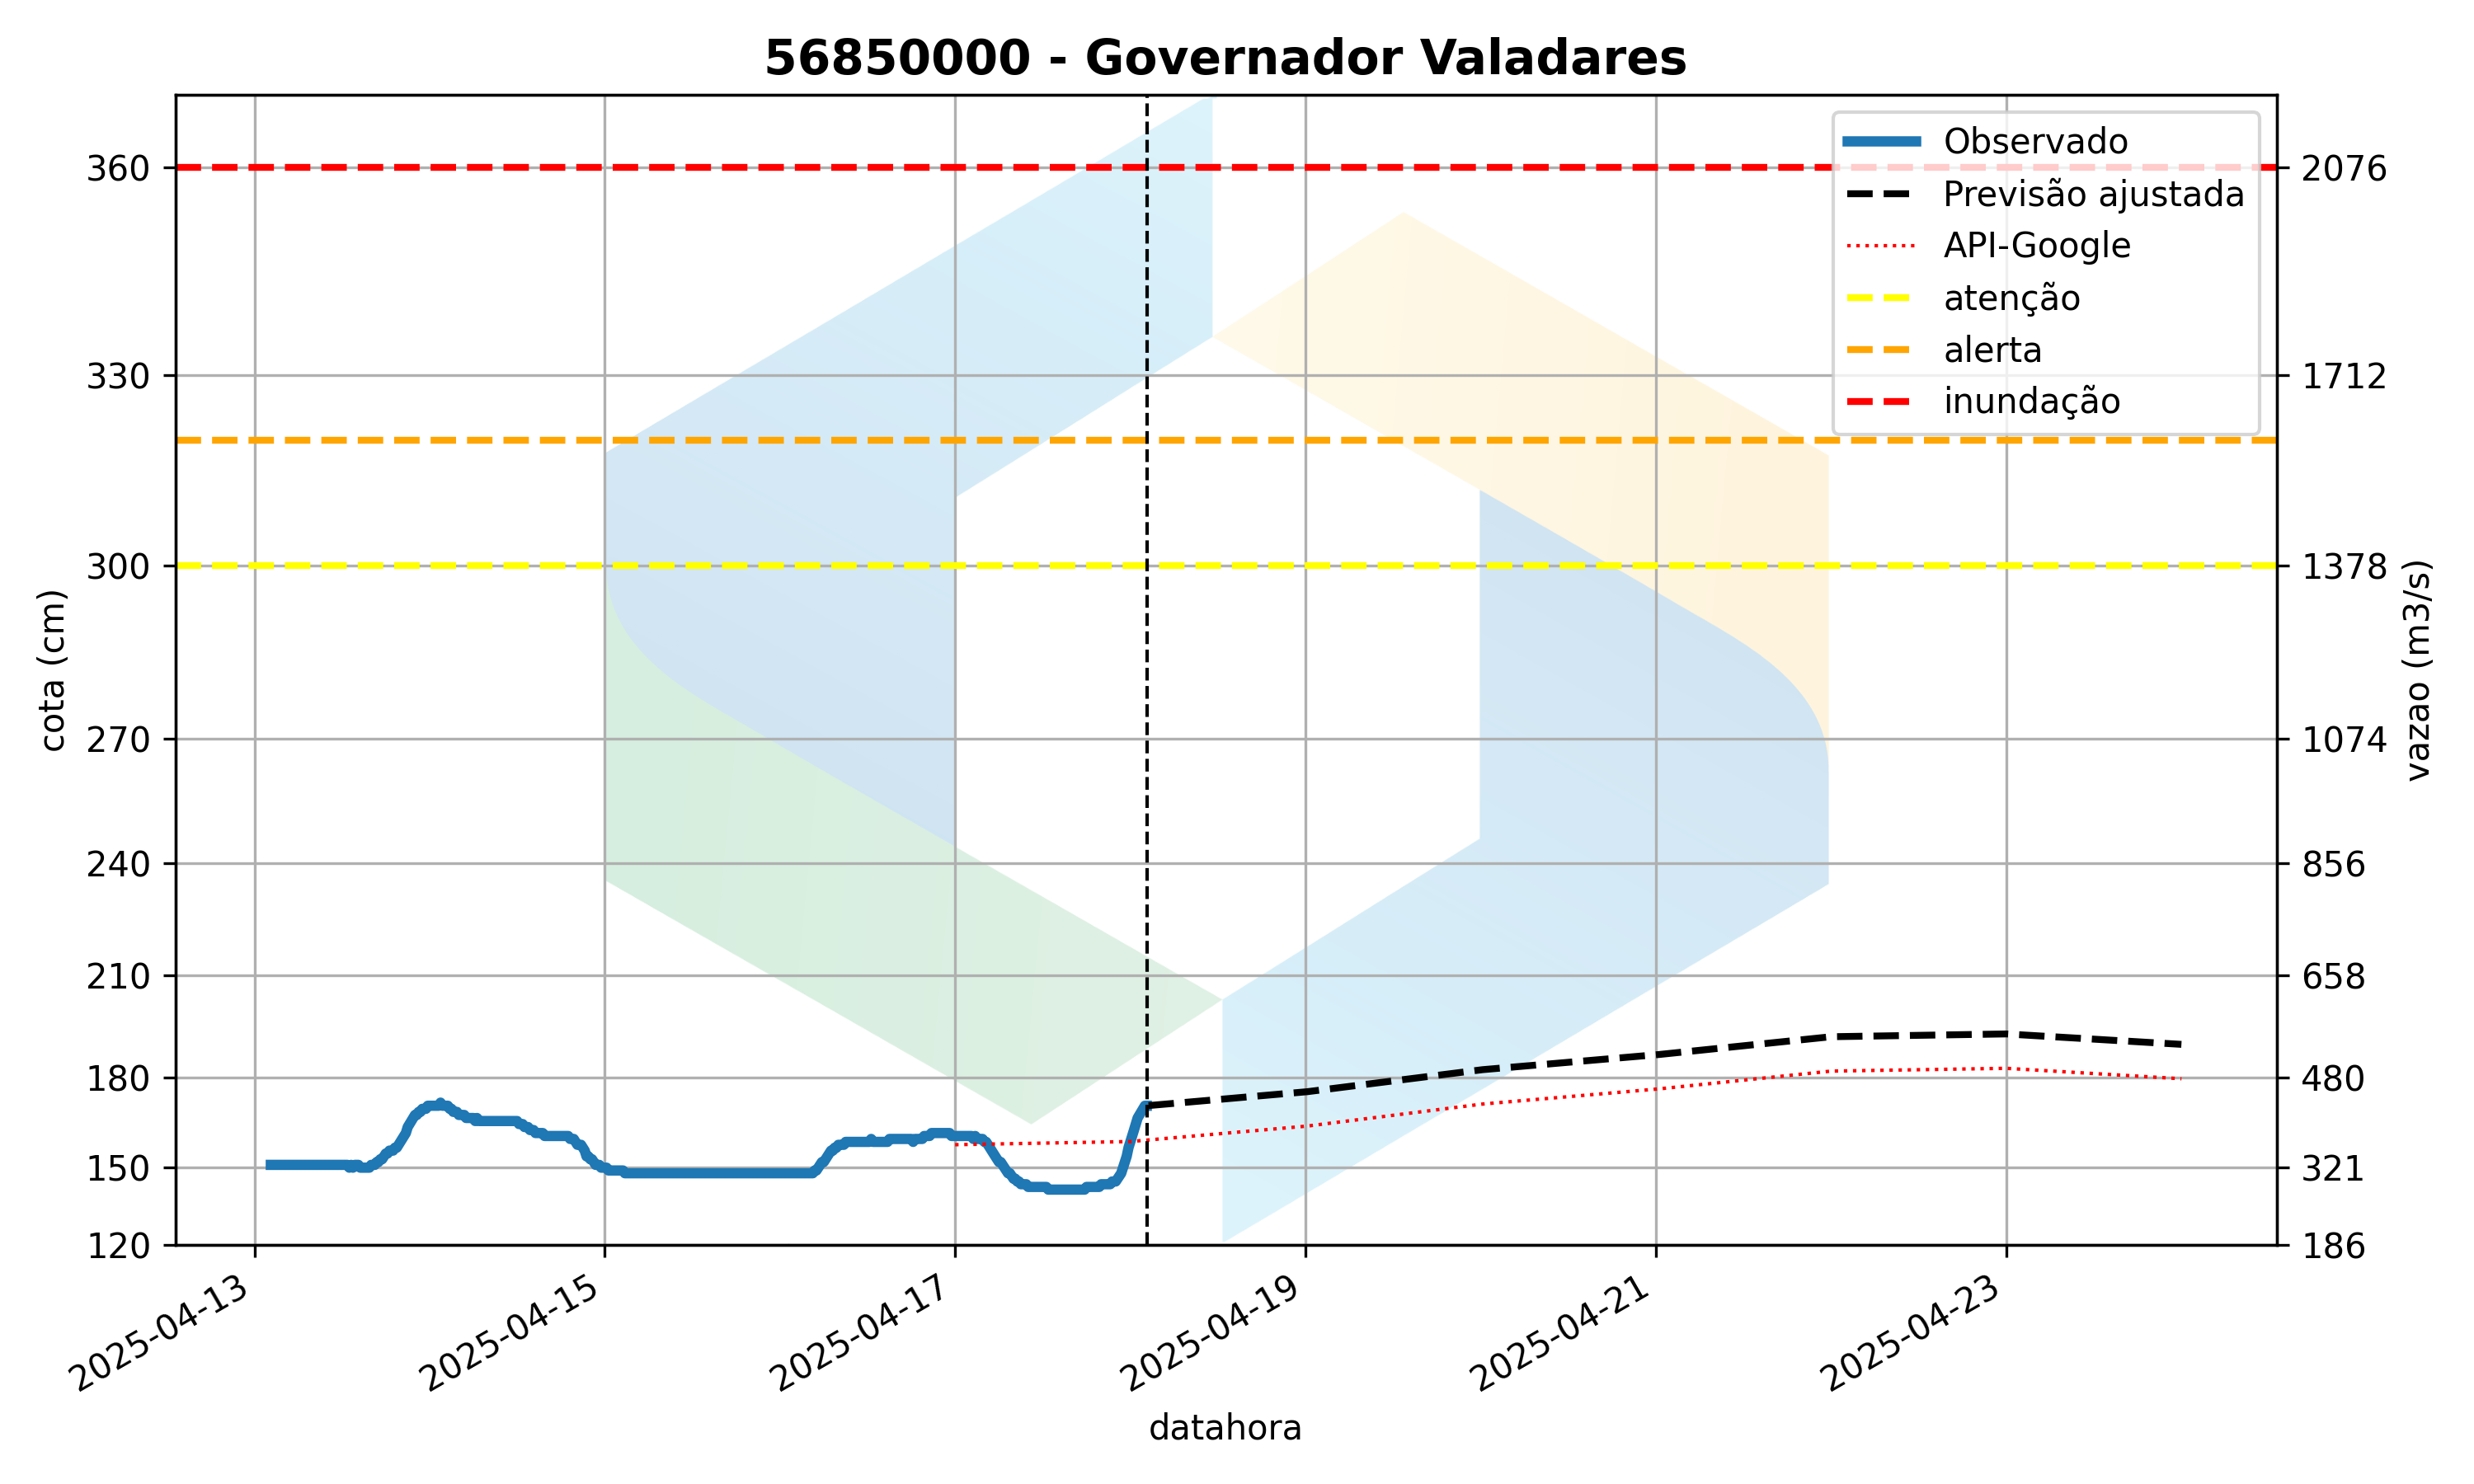 56850000 - Governador Valadares
Observado
Previsão ajustada
API-Google
atenção
alerta
inundação
cota (cm)
360
330
300
270
240
210
180
150
120
2076
1712
1378
1074
856
658
480
321
186
vazao (m3/s)
2025-04-13
2025-04-15
2025-04-17
2025-04-19
2025-04-21
2025-04-23
datahora